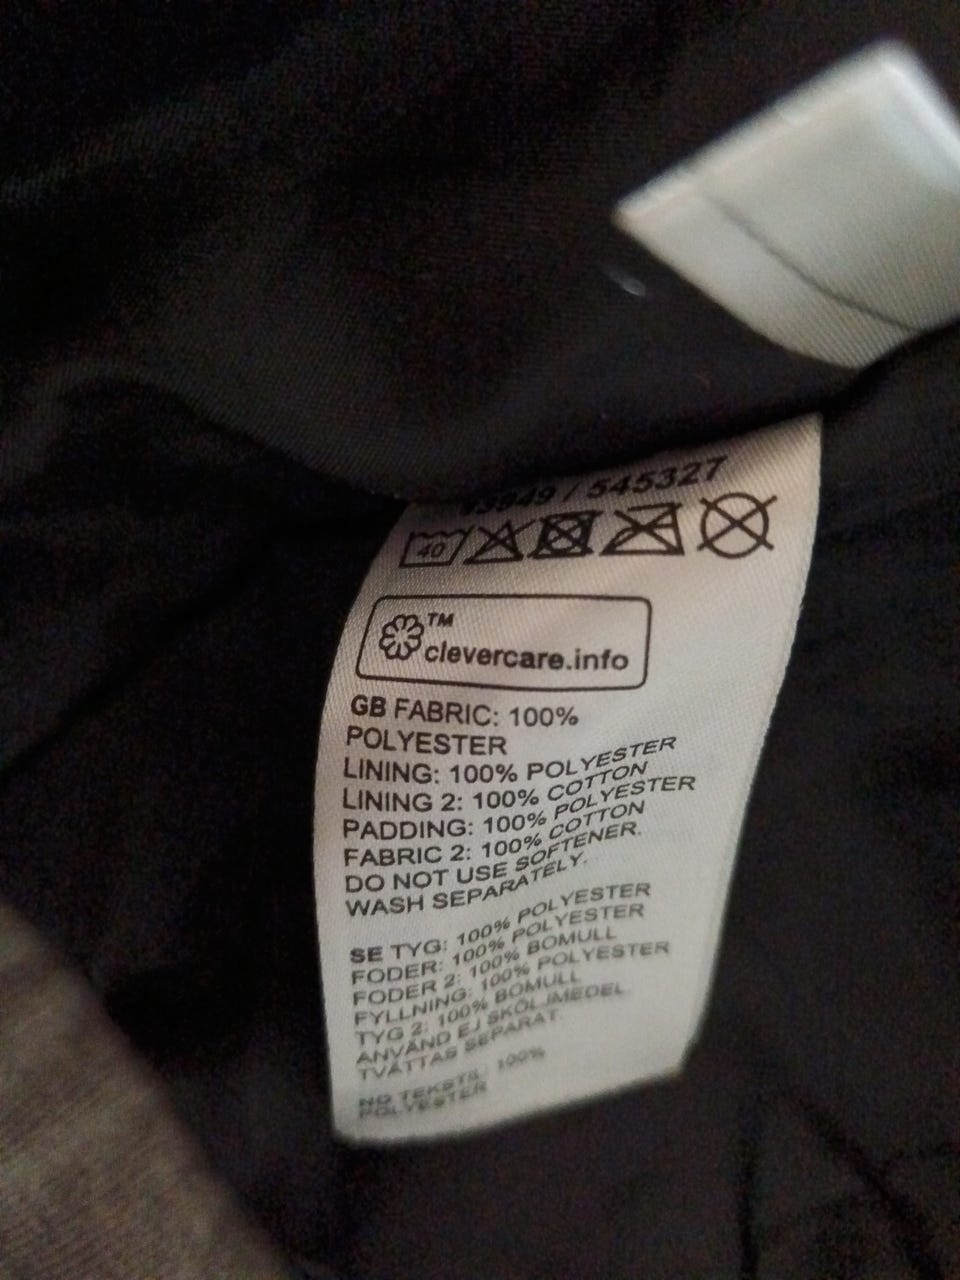 13949 / 545327
40
TM
clevercare.info
GB FABRIC: 100%
POLYESTER
LINING: 100% POLYESTER
LINING 2: 100% COTTON
PADDING: 100% POLYESTER
FABRIC 2: 100% COTTON
DO NOT USE SOFTENER.
WASH SEPARATELY.
SE TYG: 100% POLYESTER
FODER: 100% POLYESTER
FODER 2: 100% BOMULL
FYLLNING: 100% POLYESTER
TYG 2: 100% BOMULL
ANVÄND EJ SKÖLJMEDEL.
TVÄTTAS SEPARAT.
NO TEKSTIL: 100%
POLYESTER